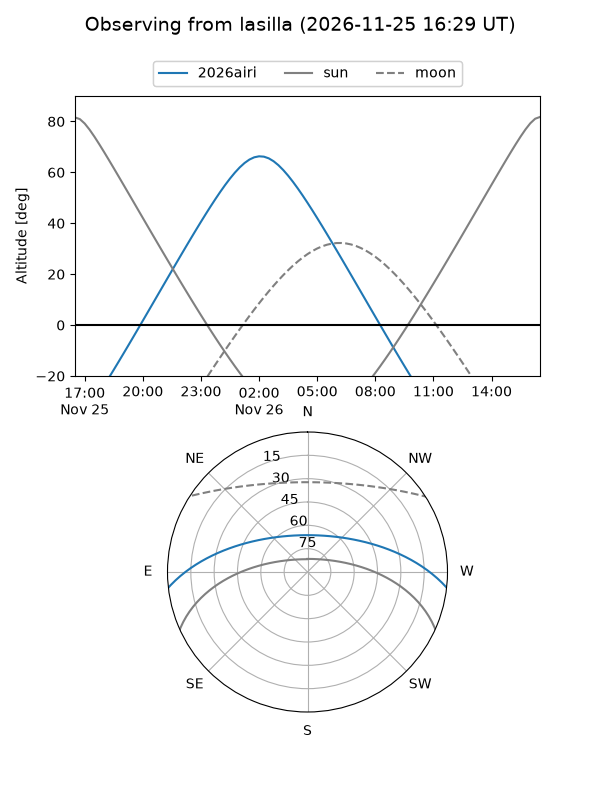 Observing from lasilla (2026-11-25 16:29 UT)
2026airi sun moon
80
60
40
20
0
−20
Altitude [deg]
17:00 20:00 23:00 02:00 05:00 08:00 11:00 14:00
Nov 25 Nov 26
N
NE NW
15
30
45
60
75
E W
SE SW
S